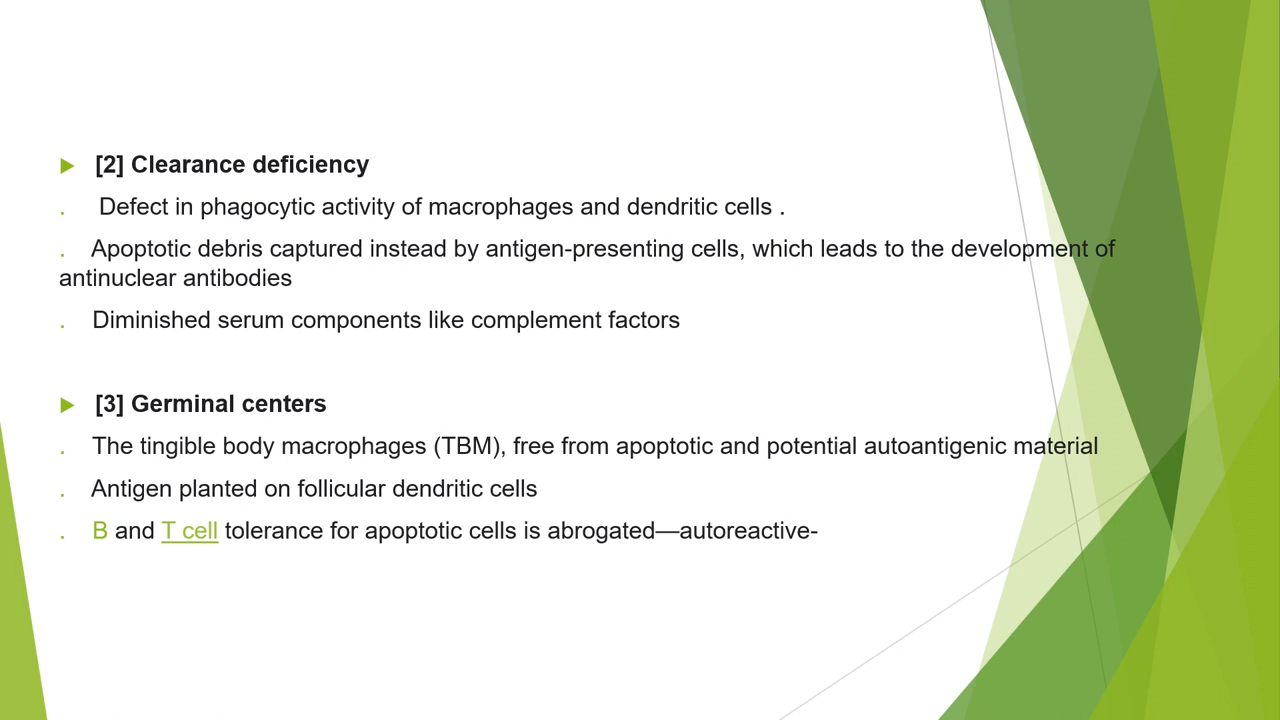 [2] Clearance deficiency
. Defect in phagocytic activity of macrophages and dendritic cells .
. Apoptotic debris captured instead by antigen-presenting cells, which leads to the development of
antinuclear antibodies
. Diminished serum components like complement factors
[3] Germinal centers
. The tingible body macrophages (TBM), free from apoptotic and potential autoantigenic material
. Antigen planted on follicular dendritic cells
. B and T cell tolerance for apoptotic cells is abrogated—autoreactive-